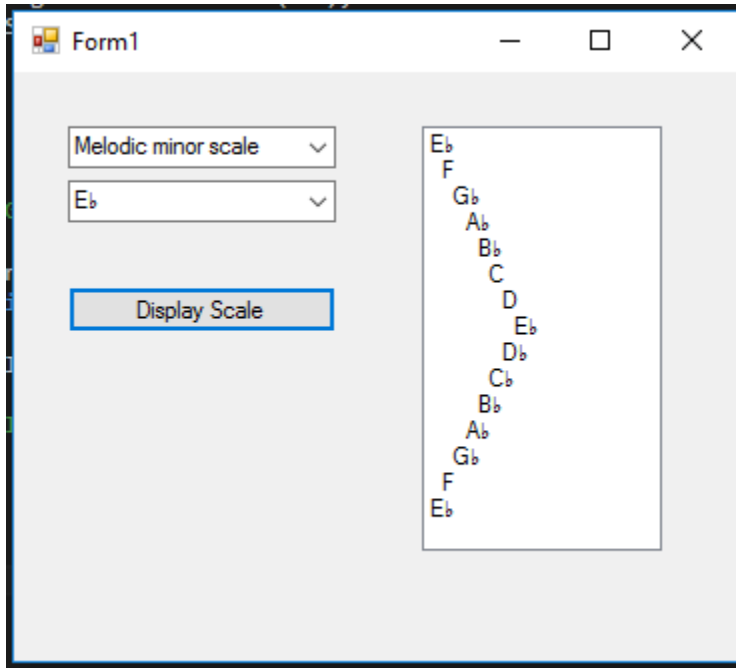 Form1
Melodic minor scale
E♭
Display Scale
E♭
F
G♭
A♭
B♭
C
D
E♭
D♭
C♭
B♭
A♭
G♭
F
E♭